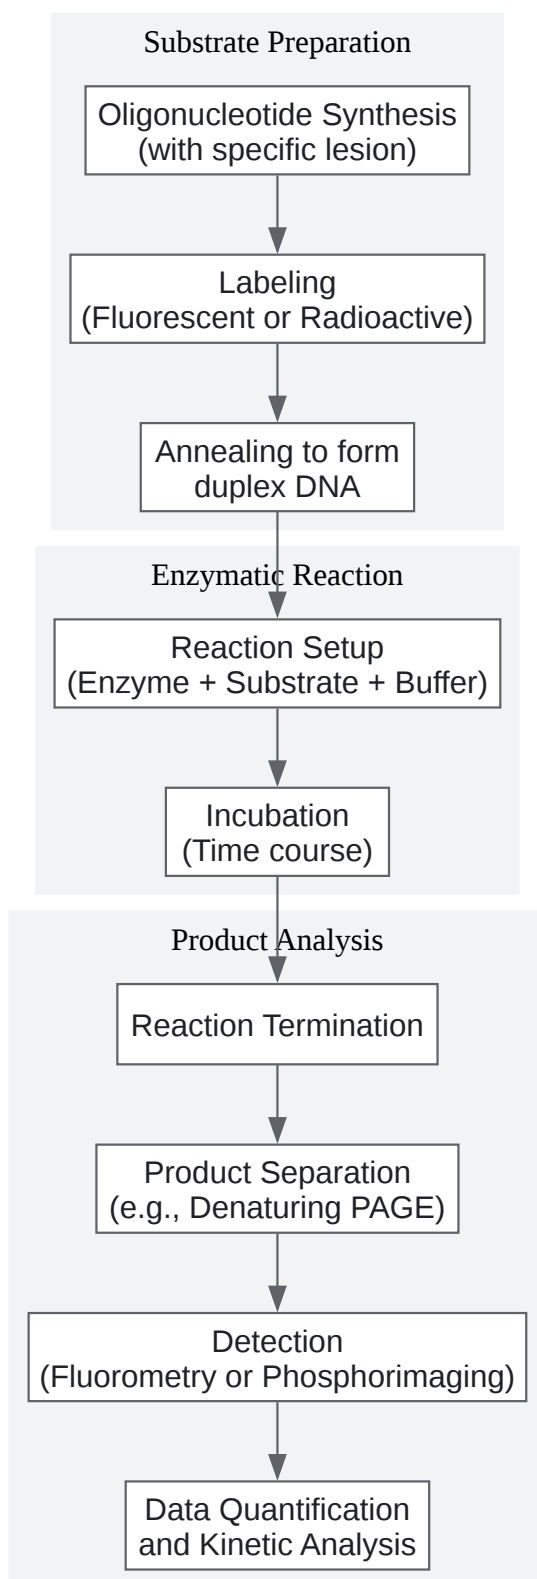 Substrate Preparation
Oligonucleotide Synthesis
(with specific lesion)
Labeling
(Fluorescent or Radioactive)
Annealing to form
duplex DNA
Enzymatic Reaction
Reaction Setup
(Enzyme + Substrate + Buffer)
Incubation
(Time course)
Product Analysis
Reaction Termination
Product Separation
(e.g., Denaturing PAGE)
Detection
(Fluorometry or Phosphorimaging)
Data Quantification
and Kinetic Analysis